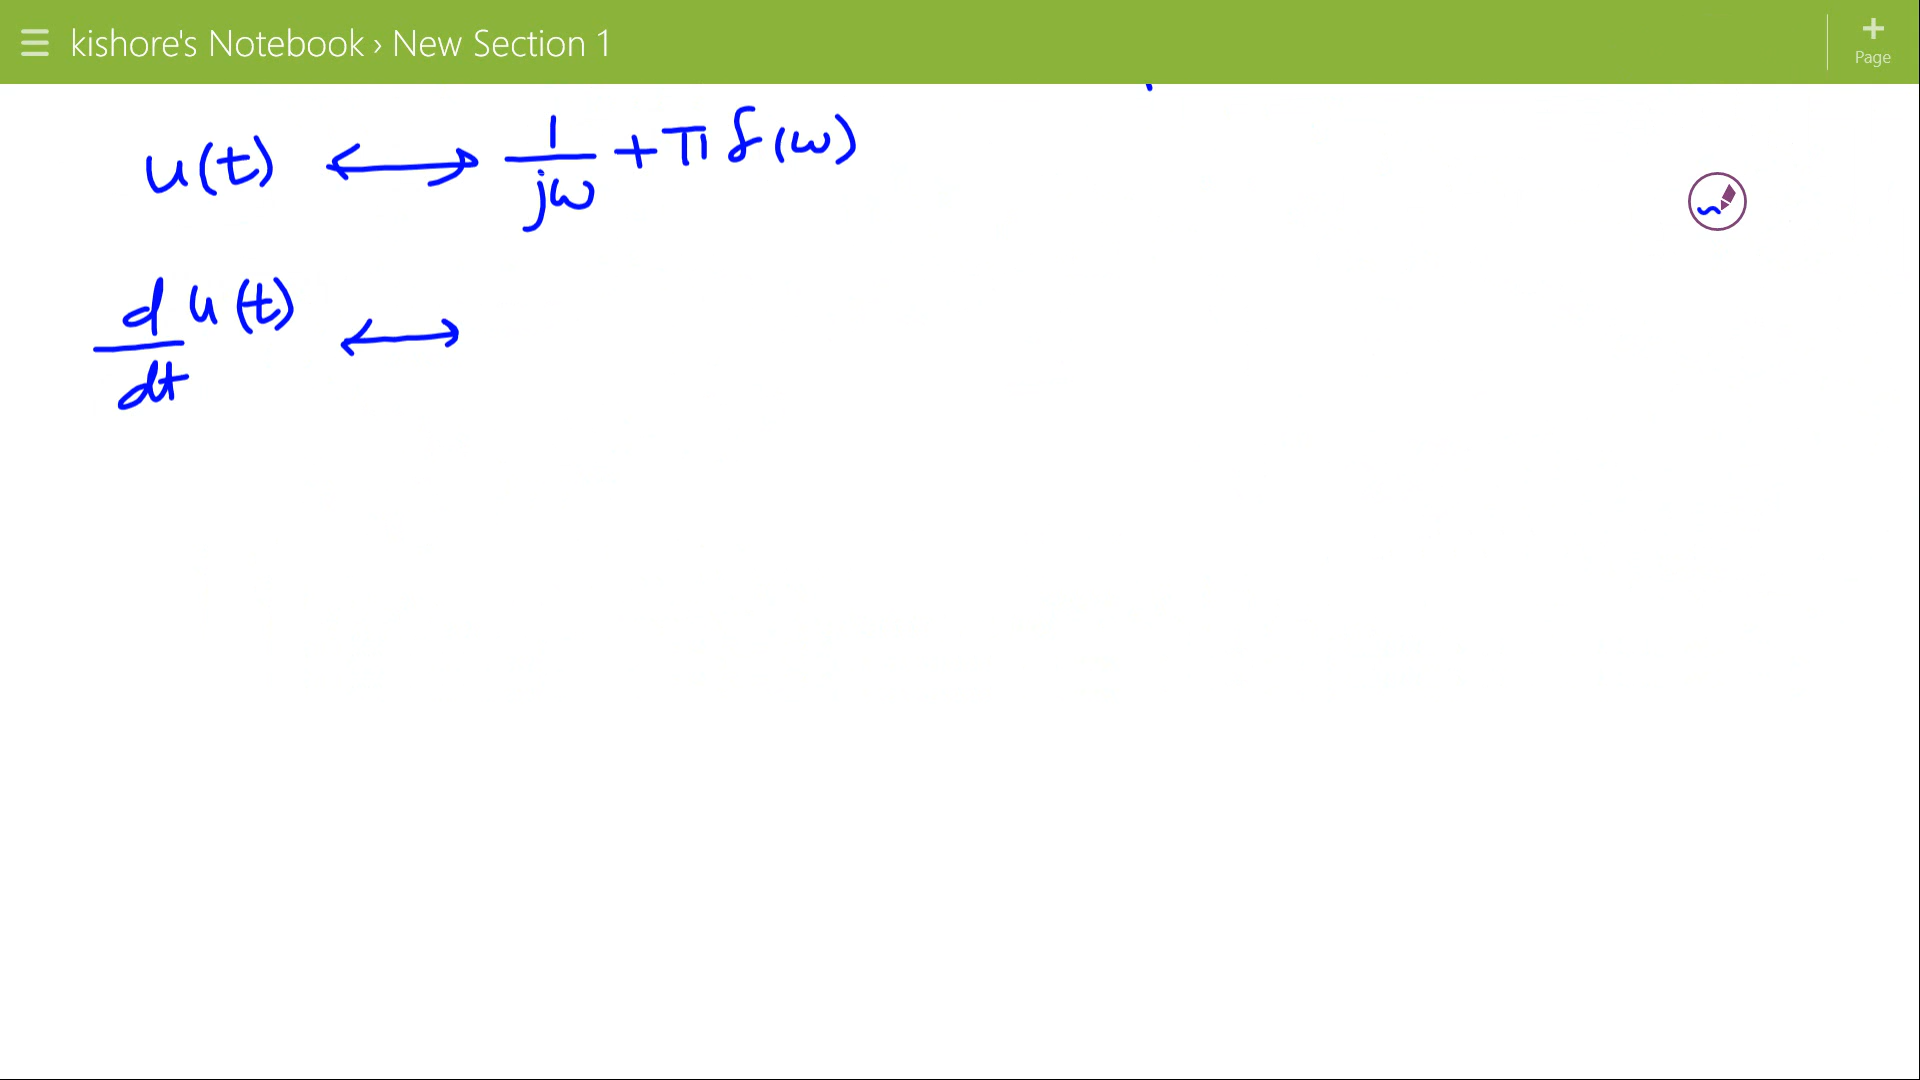 kishore's Notebook › New Section 1
+
Page
u(t) ⟷ 1/jω + π δ(ω)
d/dt u(t) ⟷